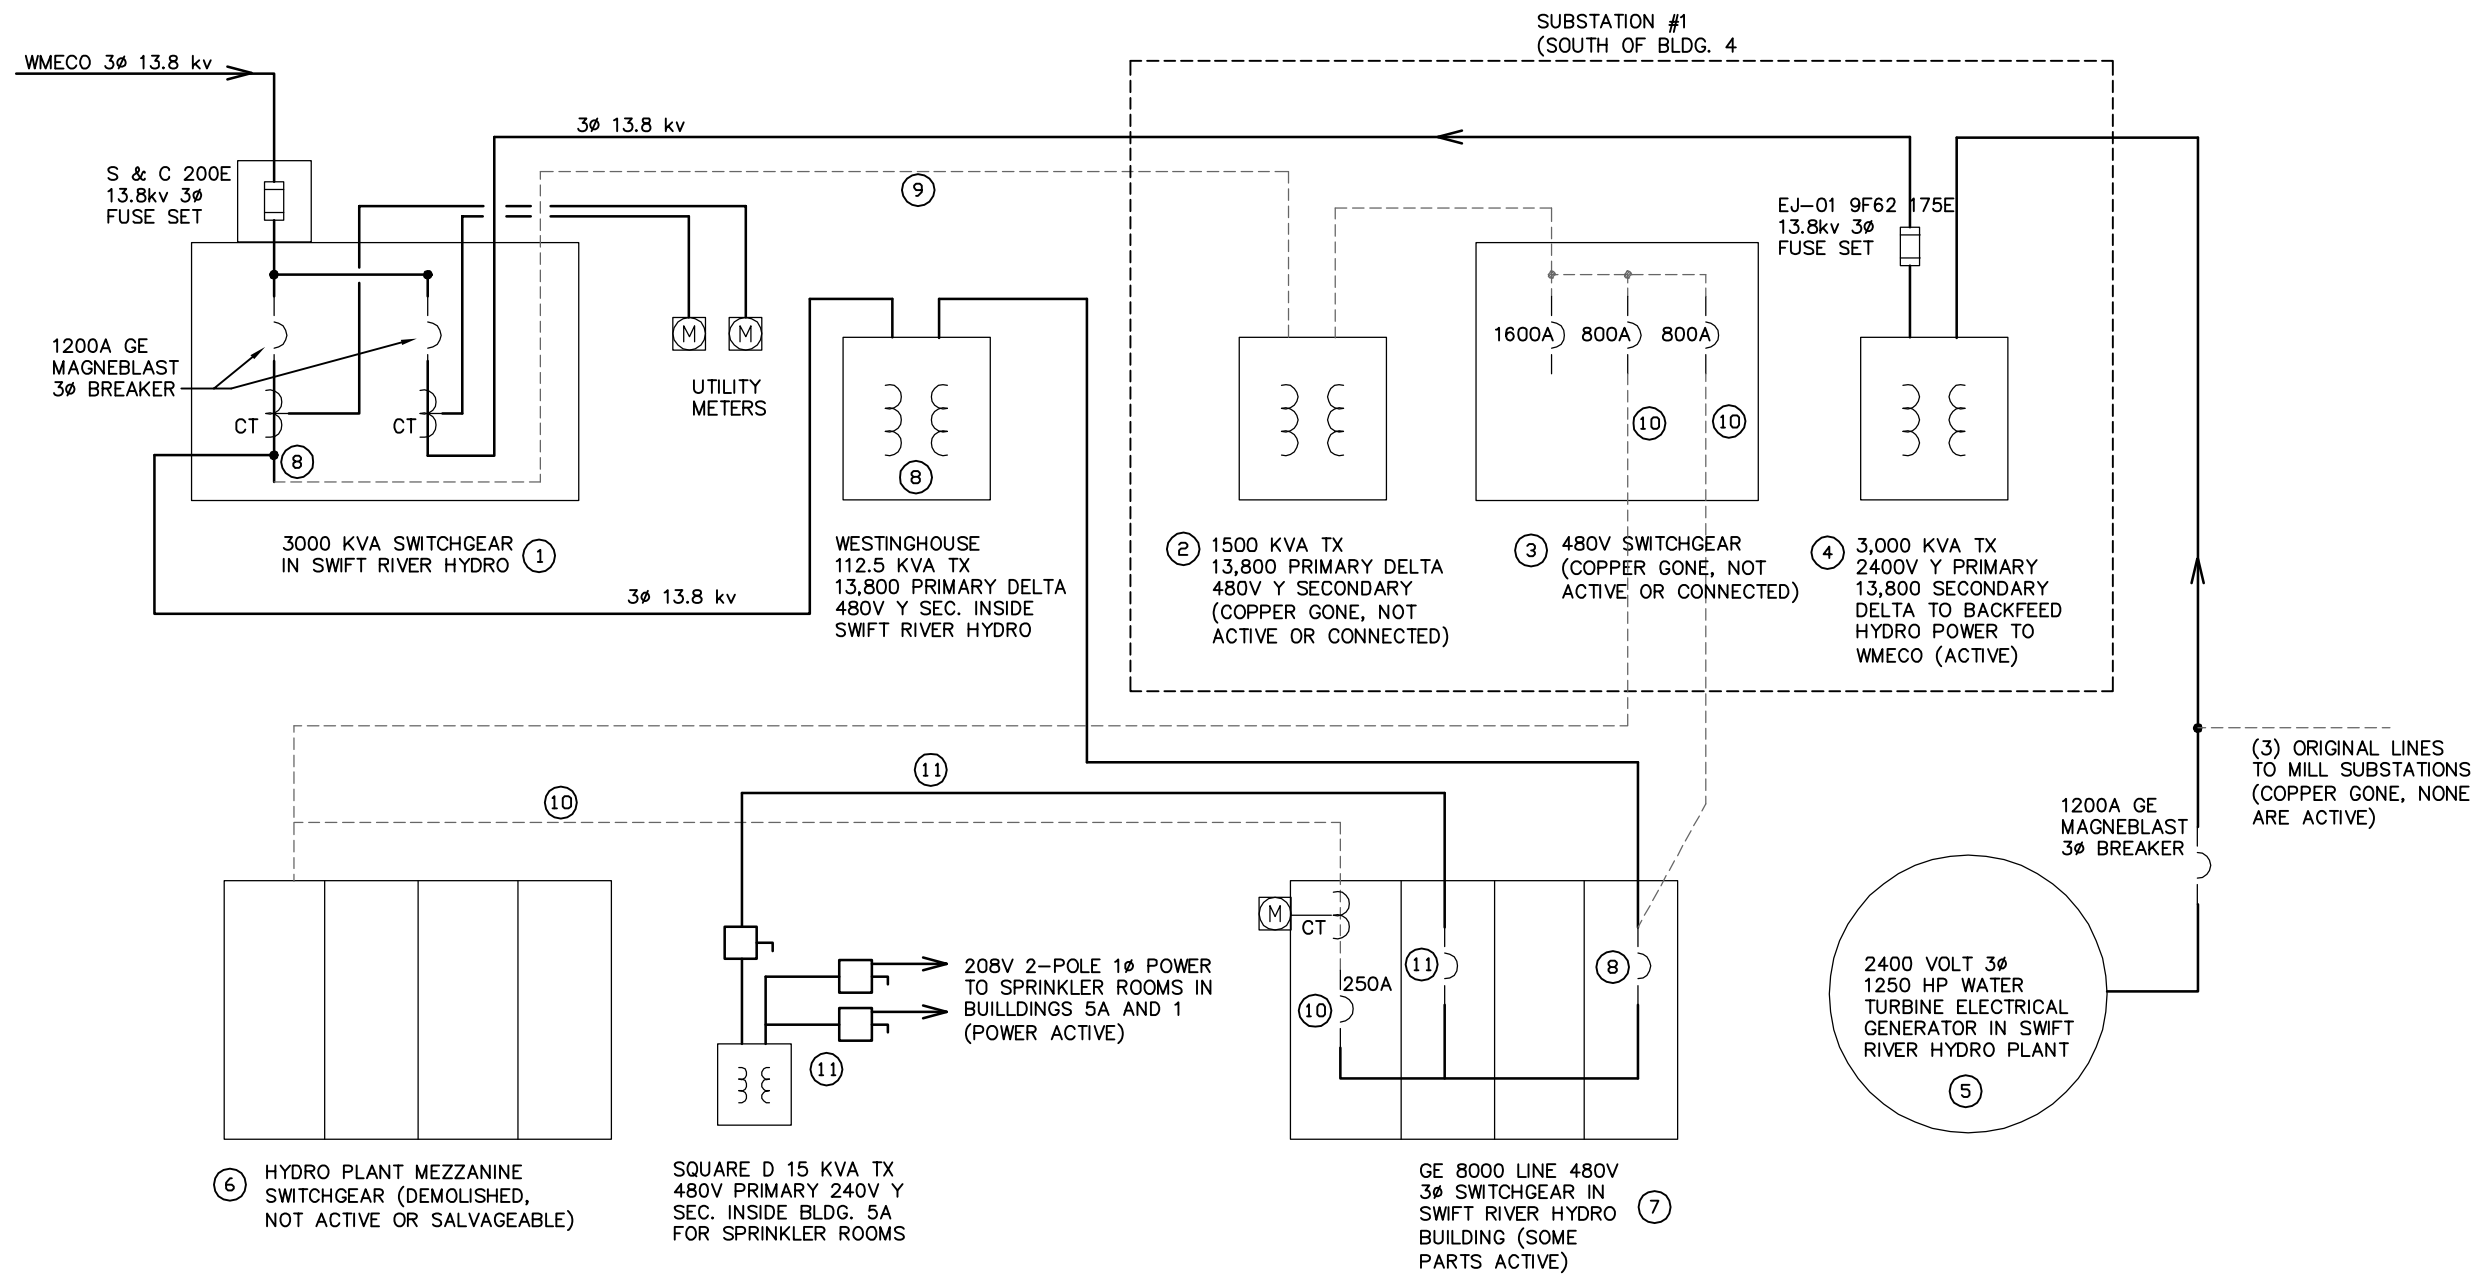 SUBSTATION #1
(SOUTH OF BLDG. 4
WMECO 3ø 13.8 kv
3ø 13.8 kv
S & C 200E
13.8kv 3ø
FUSE SET
9
EJ-01 9F62 175E
13.8kv 3ø
FUSE SET
1200A GE
MAGNEBLAST
3ø BREAKER
M
M
UTILITY
METERS
1600A
800A
800A
CT
CT
8
8
10
10
3000 KVA SWITCHGEAR
IN SWIFT RIVER HYDRO
1
3ø 13.8 kv
WESTINGHOUSE
112.5 KVA TX
13,800 PRIMARY DELTA
480V Y SEC. INSIDE
SWIFT RIVER HYDRO
2
1500 KVA TX
13,800 PRIMARY DELTA
480V Y SECONDARY
(COPPER GONE, NOT
ACTIVE OR CONNECTED)
3
480V SWITCHGEAR
(COPPER GONE, NOT
ACTIVE OR CONNECTED)
4
3,000 KVA TX
2400V Y PRIMARY
13,800 SECONDARY
DELTA TO BACKFEED
HYDRO POWER TO
WMECO (ACTIVE)
(3) ORIGINAL LINES
TO MILL SUBSTATIONS
(COPPER GONE, NONE
ARE ACTIVE)
11
10
1200A GE
MAGNEBLAST
3ø BREAKER
M
CT
250A
10
11
8
208V 2-POLE 1ø POWER
TO SPRINKLER ROOMS IN
BUILLDINGS 5A AND 1
(POWER ACTIVE)
11
2400 VOLT 3ø
1250 HP WATER
TURBINE ELECTRICAL
GENERATOR IN SWIFT
RIVER HYDRO PLANT
5
6
HYDRO PLANT MEZZANINE
SWITCHGEAR (DEMOLISHED,
NOT ACTIVE OR SALVAGEABLE)
SQUARE D 15 KVA TX
480V PRIMARY 240V Y
SEC. INSIDE BLDG. 5A
FOR SPRINKLER ROOMS
GE 8000 LINE 480V
3ø SWITCHGEAR IN
SWIFT RIVER HYDRO
BUILDING (SOME
PARTS ACTIVE)
7